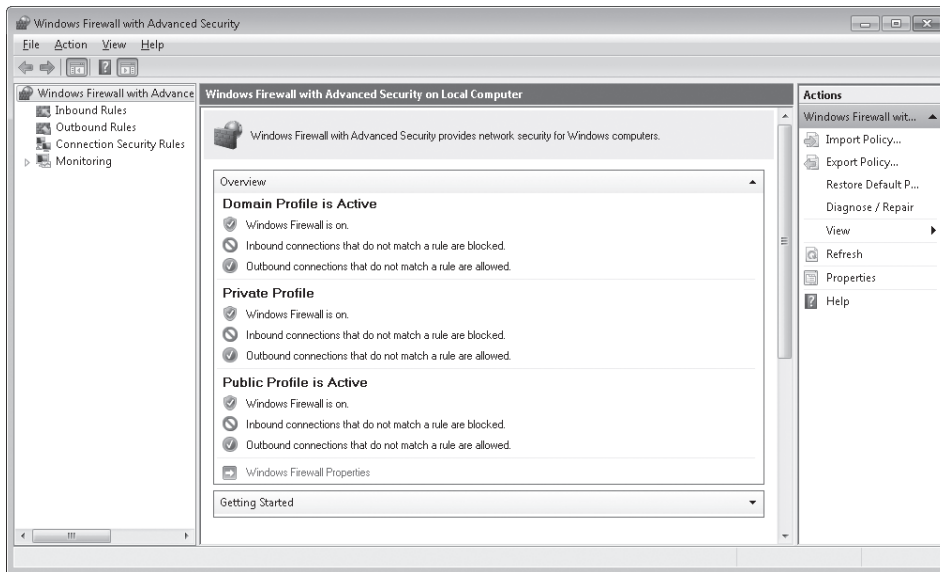 Windows Firewall with Advanced Security
File Action View Help
Windows Firewall with Advance
Inbound Rules
Outbound Rules
Connection Security Rules
Monitoring
Windows Firewall with Advanced Security on Local Computer
Windows Firewall with Advanced Security provides network security for Windows computers.
Overview
Domain Profile is Active
Windows Firewall is on.
Inbound connections that do not match a rule are blocked.
Outbound connections that do not match a rule are allowed.
Private Profile
Windows Firewall is on.
Inbound connections that do not match a rule are blocked.
Outbound connections that do not match a rule are allowed.
Public Profile is Active
Windows Firewall is on.
Inbound connections that do not match a rule are blocked.
Outbound connections that do not match a rule are allowed.
Windows Firewall Properties
Getting Started
Actions
Windows Firewall wit...
Import Policy...
Export Policy...
Restore Default P...
Diagnose / Repair
View
Refresh
Properties
Help